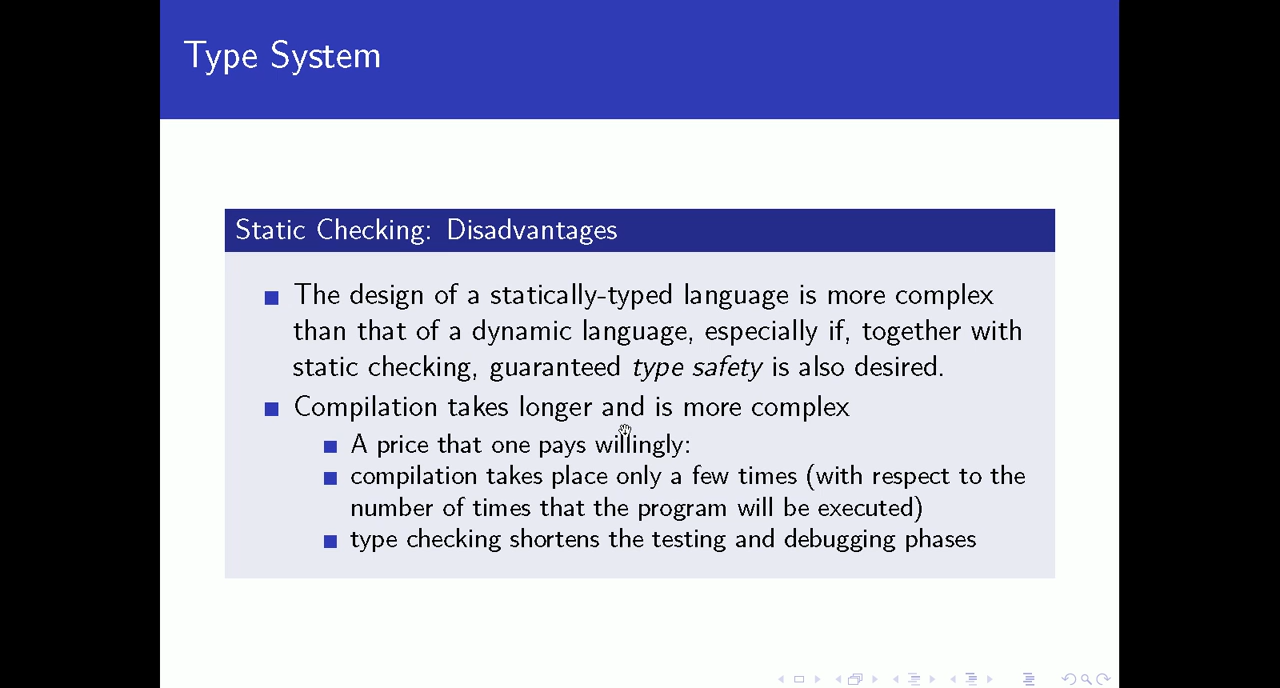 Type System
Static Checking: Disadvantages
The design of a statically-typed language is more complex
than that of a dynamic language, especially if, together with
static checking, guaranteed type safety is also desired.
Compilation takes longer and is more complex
A price that one pays willingly:
compilation takes place only a few times (with respect to the
number of times that the program will be executed)
type checking shortens the testing and debugging phases